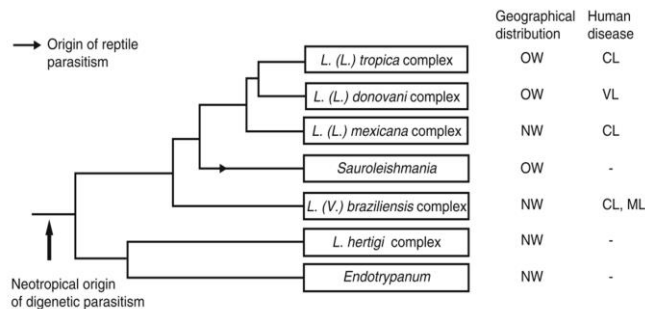 Geographical Human
distribution disease
Origin of reptile
parasitism
L. (L.) tropica complex OW CL
L. (L.) donovani complex OW VL
L. (L.) mexicana complex NW CL
Sauroleishmania OW -
L. (V.) braziliensis complex NW CL, ML
L. hertigi complex NW -
Endotrypanum NW -
Neotropical origin
of digenetic parasitism